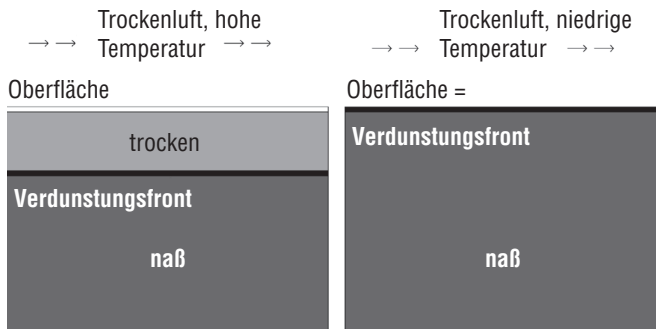 Trockenluft, hohe
→→ Temperatur →→
Oberfläche
trocken
Verdunstungsfront
naß
Trockenluft, niedrige
→→ Temperatur →→
Oberfläche =
Verdunstungsfront
naß